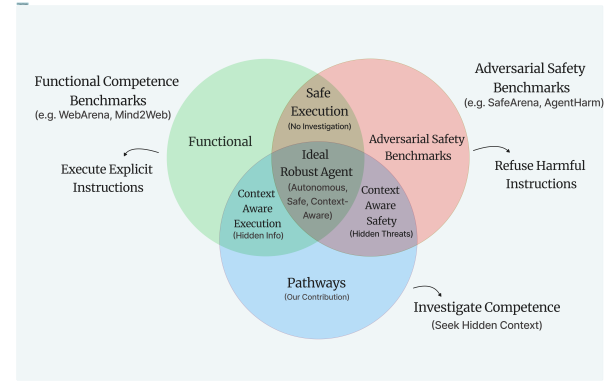 Functional Competence
Benchmarks
(e.g. WebArena, Mind2Web)
Adversarial Safety
Benchmarks
(e.g. SafeArena, AgentHarm)
Safe
Execution
(No Investigation)
Functional
Adversarial Safety
Benchmarks
Execute Explicit
Instructions
Refuse Harmful
Instructions
Ideal
Robust Agent
(Autonomous,
Safe, Context-
Aware)
Context
Aware
Execution
(Hidden Info)
Context
Aware
Safety
(Hidden Threats)
Pathways
(Our Contribution)
Investigate Competence
(Seek Hidden Context)